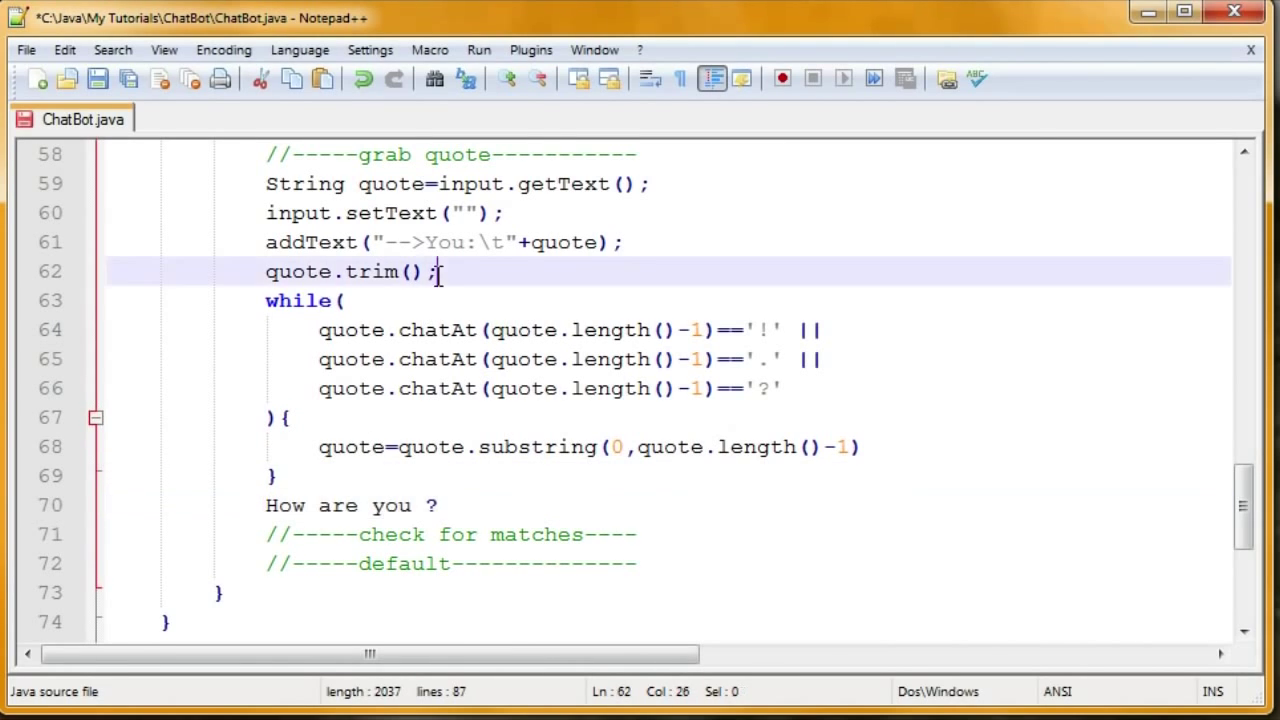 *C:\Java\My Tutorials\ChatBot\ChatBot.java - Notepad++
File Edit Search View Encoding Language Settings Macro Run Plugins Window ? X
ABC
ChatBot.java
58 //-----grab quote-----------
59 String quote=input.getText();
60 input.setText("");
61 addText("-->You:\t"+quote);
62 quote.trim();
63 while(
64 quote.chatAt(quote.length()-1)=='!' ||
65 quote.chatAt(quote.length()-1)=='.' ||
66 quote.chatAt(quote.length()-1)=='?'
67 ){
68 quote=quote.substring(0,quote.length()-1)
69 }
70 How are you ?
71 //-----check for matches----
72 //-----default--------------
73 }
74 }
Java source file length : 2037 lines : 87 Ln : 62 Col : 26 Sel : 0 Dos\Windows ANSI INS